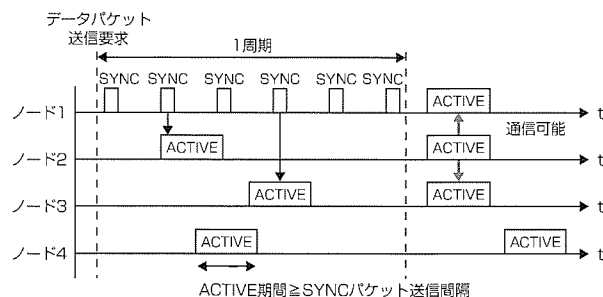 データパケット
送信要求
1周期
SYNC SYNC SYNC SYNC SYNC SYNC
ノード1 ACTIVE t
通信可能
ノード2 ACTIVE ACTIVE t
ノード3 ACTIVE ACTIVE t
ノード4 ACTIVE ACTIVE t
ACTIVE期間≧SYNCパケット送信間隔